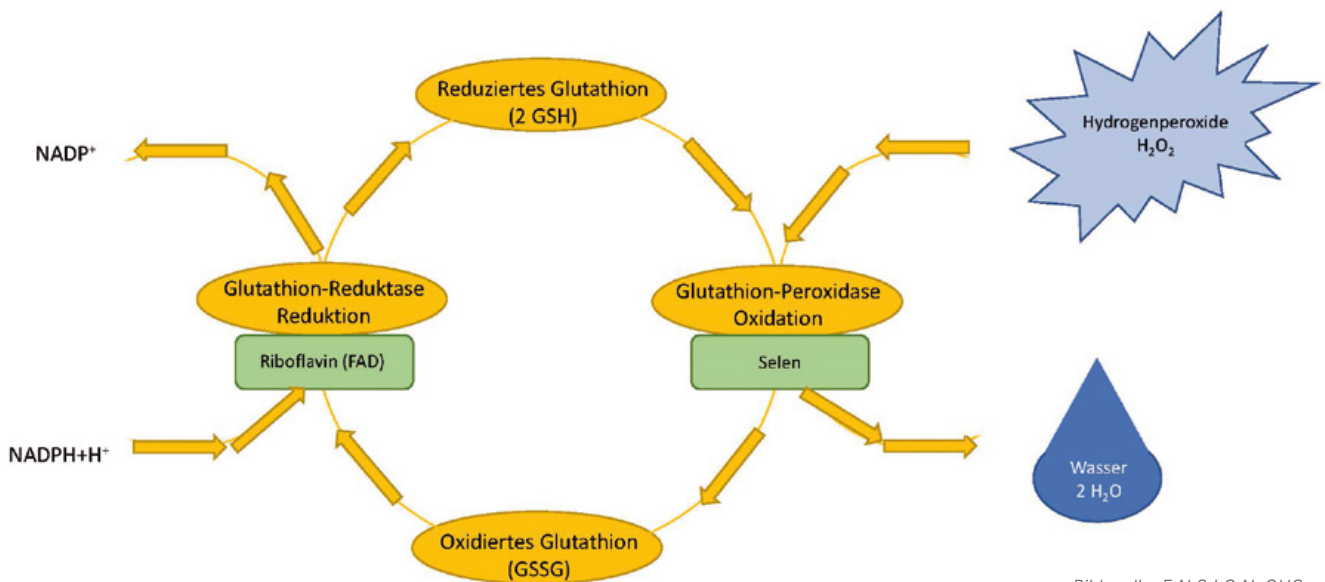 Reduziertes Glutathion
(2 GSH)
Hydrogenperoxide
H₂O₂
NADP⁺
Glutathion-Reduktase
Reduktion
Glutathion-Peroxidase
Oxidation
Riboflavin (FAD)
Selen
NADPH+H⁺
Wasser
2 H₂O
Oxidiertes Glutathion
(GSSG)